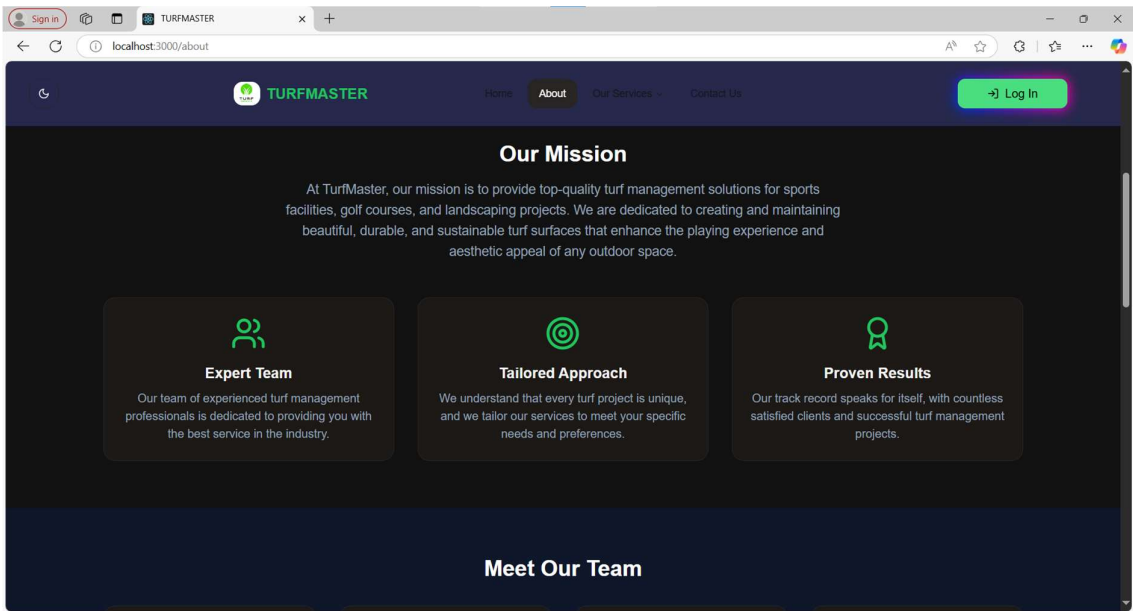 Sign in
TURFMASTER
localhost:3000/about
TURF
TURFMASTER
Home
About
Our Services
Contact Us
Log In
Our Mission
At TurfMaster, our mission is to provide top-quality turf management solutions for sports
facilities, golf courses, and landscaping projects. We are dedicated to creating and maintaining
beautiful, durable, and sustainable turf surfaces that enhance the playing experience and
aesthetic appeal of any outdoor space.
Expert Team
Our team of experienced turf management
professionals is dedicated to providing you with
the best service in the industry.
Tailored Approach
We understand that every turf project is unique,
and we tailor our services to meet your specific
needs and preferences.
Proven Results
Our track record speaks for itself, with countless
satisfied clients and successful turf management
projects.
Meet Our Team